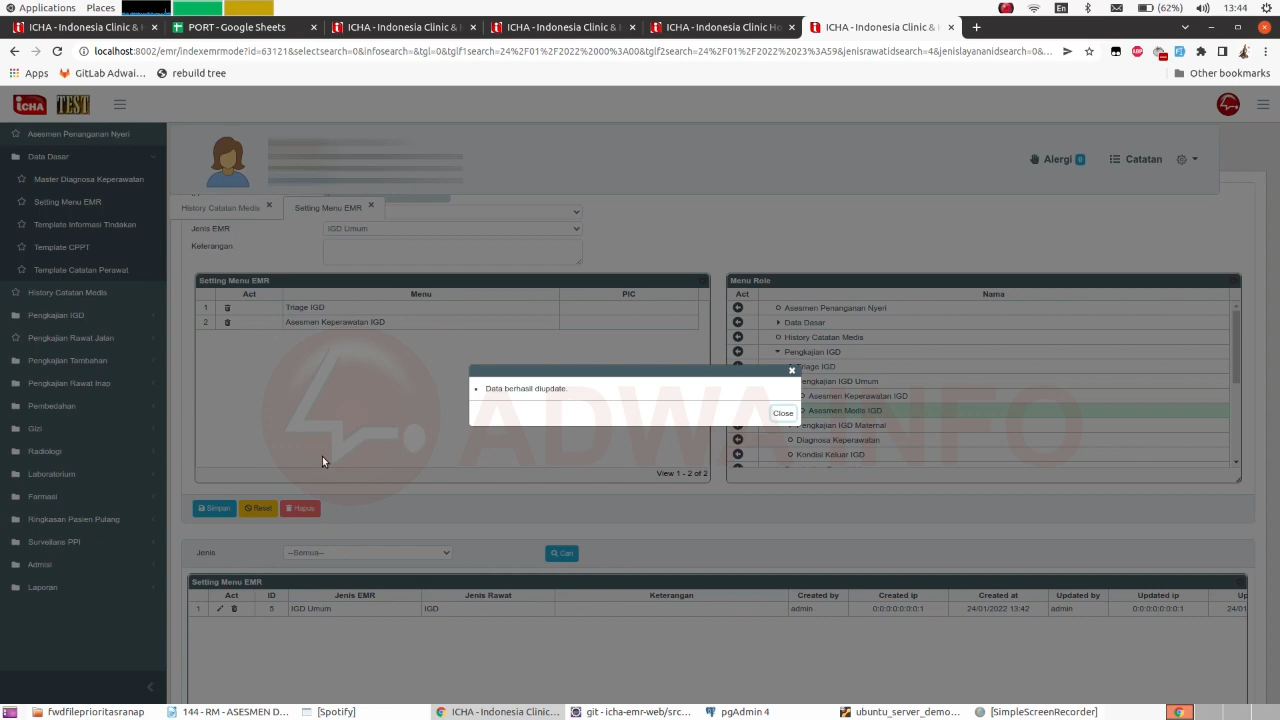 Applications Places (62%) 13:44
ICHA - Indonesia Clinic & PORT - Google Sheets ICHA - Indonesia Clinic & ICHA - Indonesia Clinic & ICHA - Indonesia Clinic Ho ICHA - Indonesia Clinic &
localhost:8002/emr/indexemrmode?id=63121&selectsearch=0&infosearch=&tgl=0&tglf1search=24%2F01%2F2022%2000%3A00&tglf2search=24%2F01%2F2022%2023%3A59&jenisrawatidsearch=4&jenislayananidsearch=0&...
Apps GitLab Adwai... rebuild tree Other bookmarks
ICHA TEST
Asesmen Penanganan Nyeri
Data Dasar
Master Diagnosa Keperawatan
Setting Menu EMR
Template Informasi Tindakan
Template CPPT
Template Catatan Perawat
History Catatan Medis
Pengkajian IGD
Pengkajian Rawat Jalan
Pengkajian Tambahan
Pengkajian Rawat Inap
Pembedahan
Gizi
Radiologi
Laboratorium
Farmasi
Ringkasan Pasien Pulang
Surveilans PPI
Admisi
Laporan
Alergi 0 Catatan
History Catatan Medis Setting Menu EMR
Jenis EMR IGD Umum
Keterangan
Setting Menu EMR
Act Menu PIC
1 Triage IGD
2 Asesmen Keperawatan IGD
View 1 - 2 of 2
Menu Role
Act Nama
Asesmen Penanganan Nyeri
Data Dasar
History Catatan Medis
Pengkajian IGD
Triage IGD
Pengkajian IGD Umum
Asesmen Keperawatan IGD
Asesmen Medis IGD
Pengkajian IGD Maternal
Diagnosa Keperawatan
Kondisi Keluar IGD
Data berhasil diupdate.
Close
ADWA INFO
Simpan Reset Hapus
Jenis --Semua-- Cari
Setting Menu EMR
Act ID Jenis EMR Jenis Rawat Keterangan Created by Created ip Created at Updated by Updated ip Up
1 5 IGD Umum IGD admin 0:0:0:0:0:0:0:1 24/01/2022 13:42 admin 0:0:0:0:0:0:0:1 24/01
fwdfileprioritasranap 144 - RM - ASESMEN D... [Spotify] ICHA - Indonesia Clinic... git - icha-emr-web/src... pgAdmin 4 ubuntu_server_demo... [SimpleScreenRecorder]